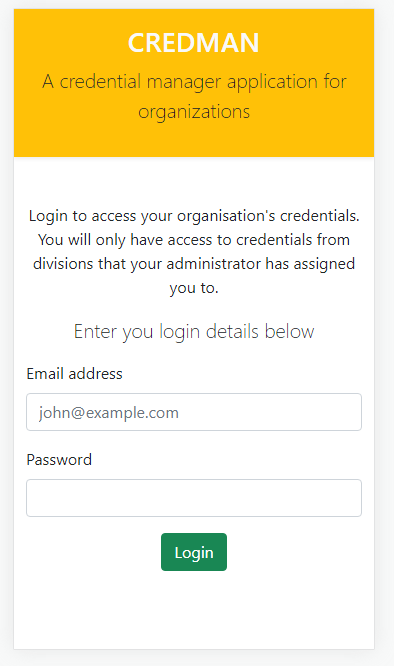 CREDMAN
A credential manager application for
organizations
Login to access your organisation's credentials.
You will only have access to credentials from
divisions that your administrator has assigned
you to.
Enter you login details below
Email address
john@example.com
Password
Login